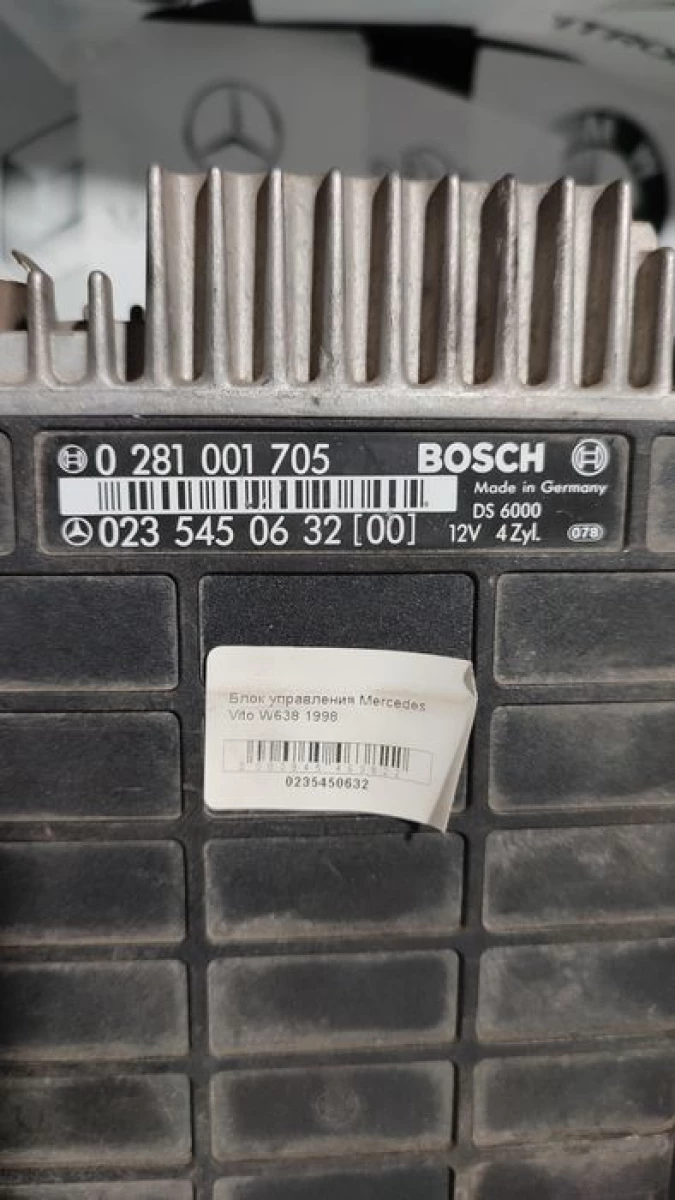 0 281 001 705 BOSCH
Made in Germany
DS 6000
023 545 06 32 [00] 12V 4 Zyl. 078
Блок управления Mercedes
Vito W638 1998
0235450632